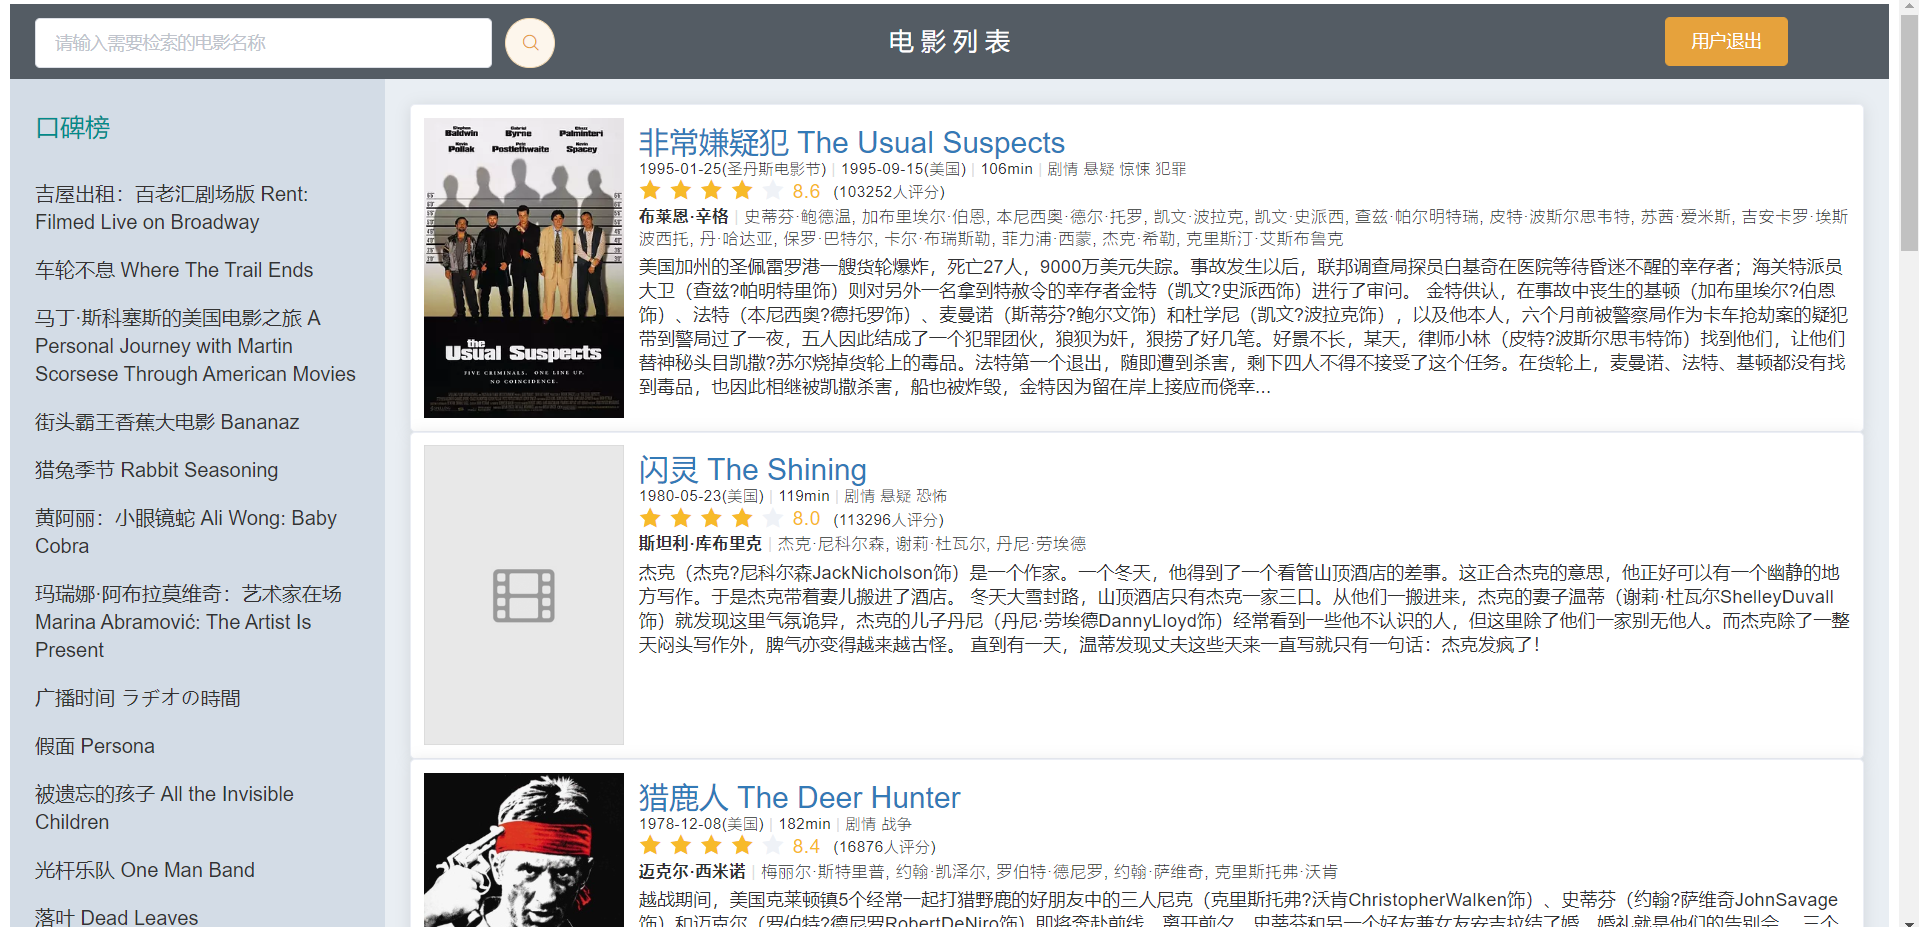 请输入需要检索的电影名称
电影列表
用户退出
口碑榜
吉屋出租：百老汇剧场版 Rent:
Filmed Live on Broadway
车轮不息 Where The Trail Ends
马丁·斯科塞斯的美国电影之旅 A
Personal Journey with Martin
Scorsese Through American Movies
街头霸王香蕉大电影 Bananaz
猎兔季节 Rabbit Seasoning
黄阿丽：小眼镜蛇 Ali Wong: Baby
Cobra
玛瑞娜·阿布拉莫维奇：艺术家在场
Marina Abramović: The Artist Is
Present
广播时间 ラヂオの時間
假面 Persona
被遗忘的孩子 All the Invisible
Children
光杆乐队 One Man Band
落叶 Dead Leaves
Stephen Baldwin Gabriel Byrne Chazz Palminteri
Kevin Pollak Pete Postlethwaite Kevin Spacey
the
Usual Suspects
FIVE CRIMINALS. ONE LINE UP.
NO COINCIDENCE.
非常嫌疑犯 The Usual Suspects
1995-01-25(圣丹斯电影节) | 1995-09-15(美国) | 106min | 剧情 悬疑 惊悚 犯罪
8.6 (103252人评分)
布莱恩·辛格 | 史蒂芬·鲍德温, 加布里埃尔·伯恩, 本尼西奥·德尔·托罗, 凯文·波拉克, 凯文·史派西, 查兹·帕尔明特瑞, 皮特·波斯尔思韦特, 苏茜·爱米斯, 吉安卡罗·埃斯
波西托, 丹·哈达亚, 保罗·巴特尔, 卡尔·布瑞斯勒, 菲力浦·西蒙, 杰克·希勒, 克里斯汀·艾斯布鲁克
美国加州的圣佩雷罗港一艘货轮爆炸，死亡27人，9000万美元失踪。事故发生以后，联邦调查局探员白基奇在医院等待昏迷不醒的幸存者；海关特派员
大卫（查兹?帕明特里饰）则对另外一名拿到特赦令的幸存者金特（凯文?史派西饰）进行了审问。 金特供认，在事故中丧生的基顿（加布里埃尔?伯恩
饰）、法特（本尼西奥?德托罗饰）、麦曼诺（斯蒂芬?鲍尔文饰）和杜学尼（凯文?波拉克饰），以及他本人，六个月前被警察局作为卡车抢劫案的疑犯
带到警局过了一夜，五人因此结成了一个犯罪团伙，狼狈为奸，狠捞了好几笔。好景不长，某天，律师小林（皮特?波斯尔思韦特饰）找到他们，让他们
替神秘头目凯撒?苏尔烧掉货轮上的毒品。法特第一个退出，随即遭到杀害，剩下四人不得不接受了这个任务。在货轮上，麦曼诺、法特、基顿都没有找
到毒品，也因此相继被凯撒杀害，船也被炸毁，金特因为留在岸上接应而侥幸...
闪灵 The Shining
1980-05-23(美国) | 119min | 剧情 悬疑 恐怖
8.0 (113296人评分)
斯坦利·库布里克 | 杰克·尼科尔森, 谢莉·杜瓦尔, 丹尼·劳埃德
杰克（杰克?尼科尔森JackNicholson饰）是一个作家。一个冬天，他得到了一个看管山顶酒店的差事。这正合杰克的意思，他正好可以有一个幽静的地
方写作。于是杰克带着妻儿搬进了酒店。 冬天大雪封路，山顶酒店只有杰克一家三口。从他们一搬进来，杰克的妻子温蒂（谢莉·杜瓦尔ShelleyDuvall
饰）就发现这里气氛诡异，杰克的儿子丹尼（丹尼·劳埃德DannyLloyd饰）经常看到一些他不认识的人，但这里除了他们一家别无他人。而杰克除了一整
天闷头写作外，脾气亦变得越来越古怪。 直到有一天，温蒂发现丈夫这些天来一直写就只有一句话：杰克发疯了！
猎鹿人 The Deer Hunter
1978-12-08(美国) | 182min | 剧情 战争
8.4 (16876人评分)
迈克尔·西米诺 | 梅丽尔·斯特里普, 约翰·凯泽尔, 罗伯特·德尼罗, 约翰·萨维奇, 克里斯托弗·沃肯
越战期间，美国克莱顿镇5个经常一起打猎野鹿的好朋友中的三人尼克（克里斯托弗?沃肯ChristopherWalken饰）、史蒂芬（约翰?萨维奇JohnSavage
饰）和迈克尔（罗伯特?德尼罗RobertDeNiro饰）即将奔赴前线。离开前夕，史蒂芬和另一个好友兼女友安吉拉结了婚，婚礼就是他们的告别会。 三个